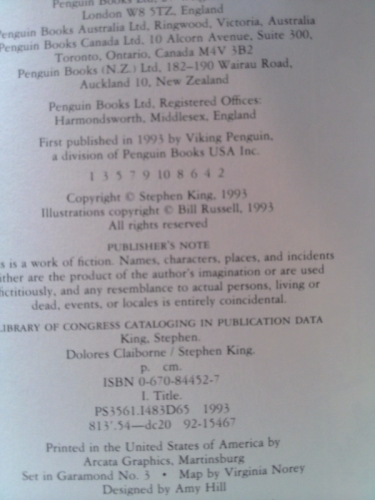 Penguin Books Ltd
London W8 5TZ, England
Penguin Books Australia Ltd, Ringwood, Victoria, Australia
Penguin Books Canada Ltd, 10 Alcorn Avenue, Suite 300,
Toronto, Ontario, Canada M4V 3B2
Penguin Books (N.Z.) Ltd, 182–190 Wairau Road,
Auckland 10, New Zealand
Penguin Books Ltd, Registered Offices:
Harmondsworth, Middlesex, England
First published in 1993 by Viking Penguin,
a division of Penguin Books USA Inc.
1 3 5 7 9 10 8 6 4 2
Copyright © Stephen King, 1993
Illustrations copyright © Bill Russell, 1993
All rights reserved
PUBLISHER'S NOTE
s is a work of fiction. Names, characters, places, and incidents
ither are the product of the author's imagination or are used
fictitiously, and any resemblance to actual persons, living or
dead, events, or locales is entirely coincidental.
LIBRARY OF CONGRESS CATALOGING IN PUBLICATION DATA
King, Stephen.
Dolores Claiborne / Stephen King.
p. cm.
ISBN 0-670-84452-7
I. Title.
PS3561.I483D65 1993
813'.54—dc20 92-15467
Printed in the United States of America by
Arcata Graphics, Martinsburg
Set in Garamond No. 3 • Map by Virginia Norey
Designed by Amy Hill